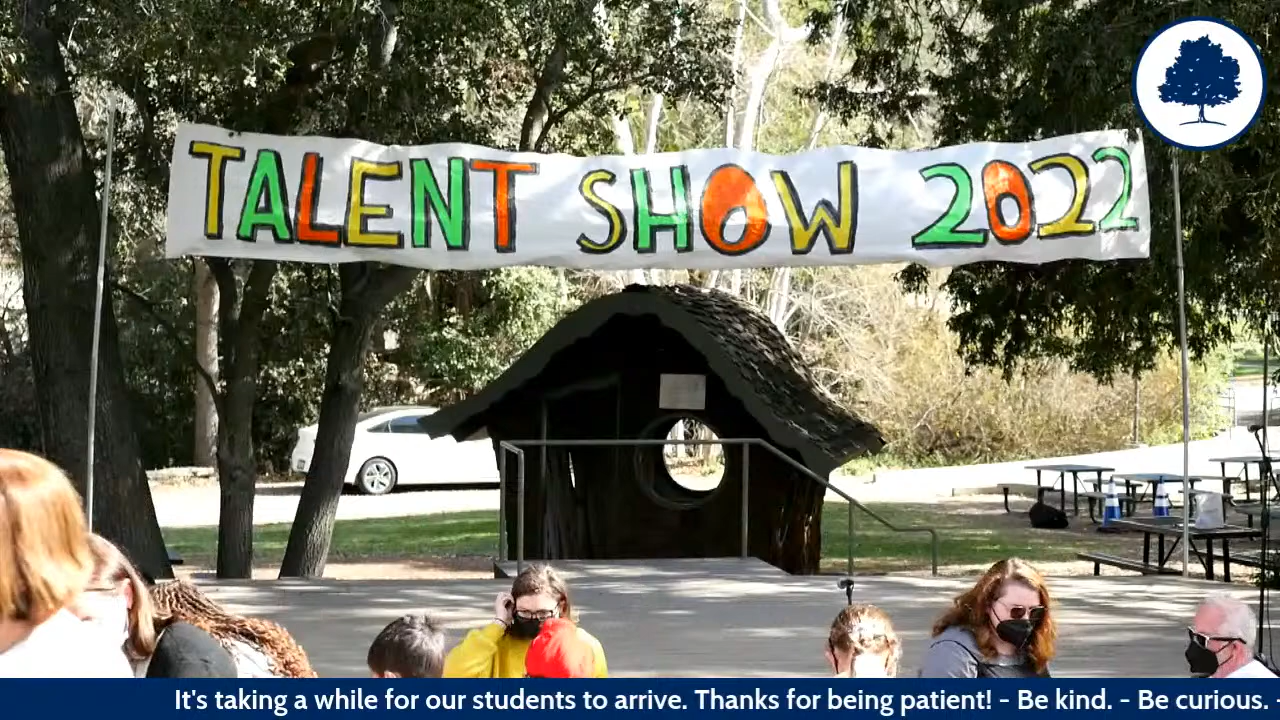 TALENT SHOW 2022
It's taking a while for our students to arrive. Thanks for being patient! - Be kind. - Be curious.